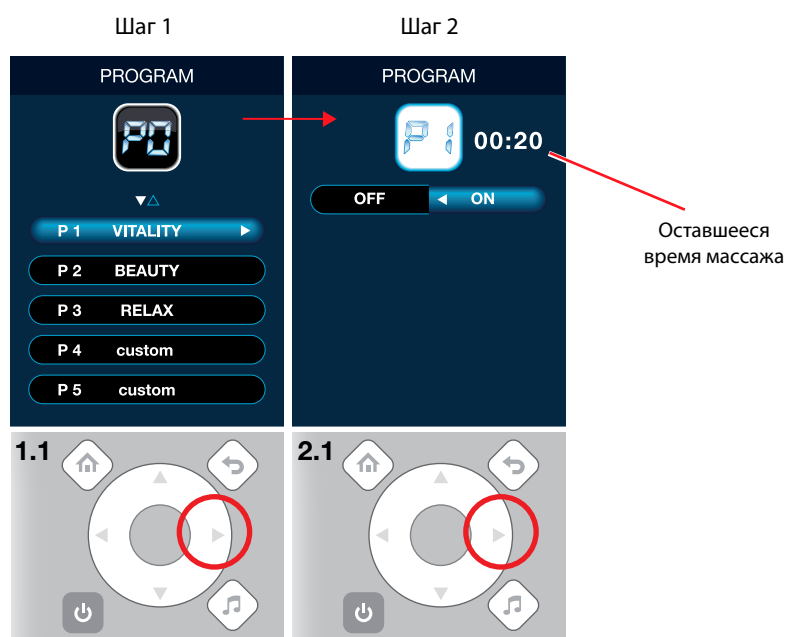 Шаг 1
PROGRAM
P0
P 1 VITALITY
P 2 BEAUTY
P 3 RELAX
P 4 custom
P 5 custom
1.1
Шаг 2
PROGRAM
P1 00:20
OFF ON
2.1
Оставшееся
время массажа